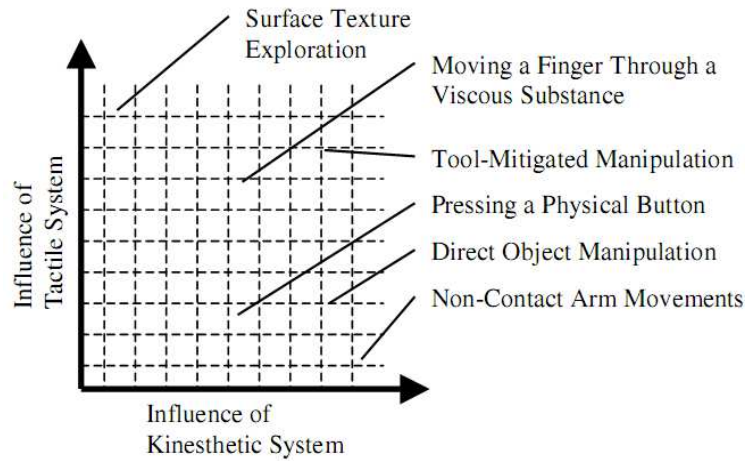 Surface Texture
Exploration
Moving a Finger Through a
Viscous Substance
Tool-Mitigated Manipulation
Pressing a Physical Button
Direct Object Manipulation
Non-Contact Arm Movements
Influence of
Tactile System
Influence of
Kinesthetic System